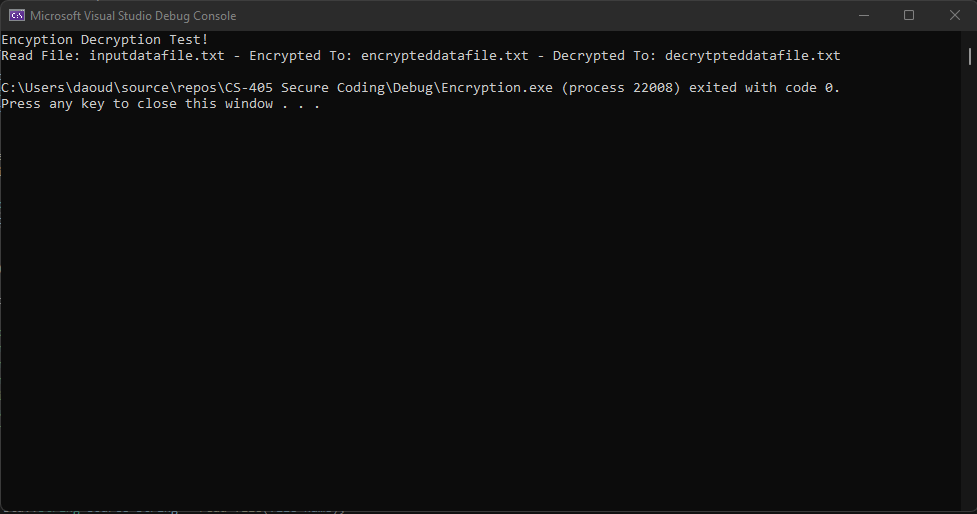 Microsoft Visual Studio Debug Console
Encyption Decryption Test!
Read File: inputdatafile.txt - Encrypted To: encrypteddatafile.txt - Decrypted To: decrytpteddatafile.txt
C:\Users\daoud\source\repos\CS-405 Secure Coding\Debug\Encryption.exe (process 22008) exited with code 0.
Press any key to close this window . . .